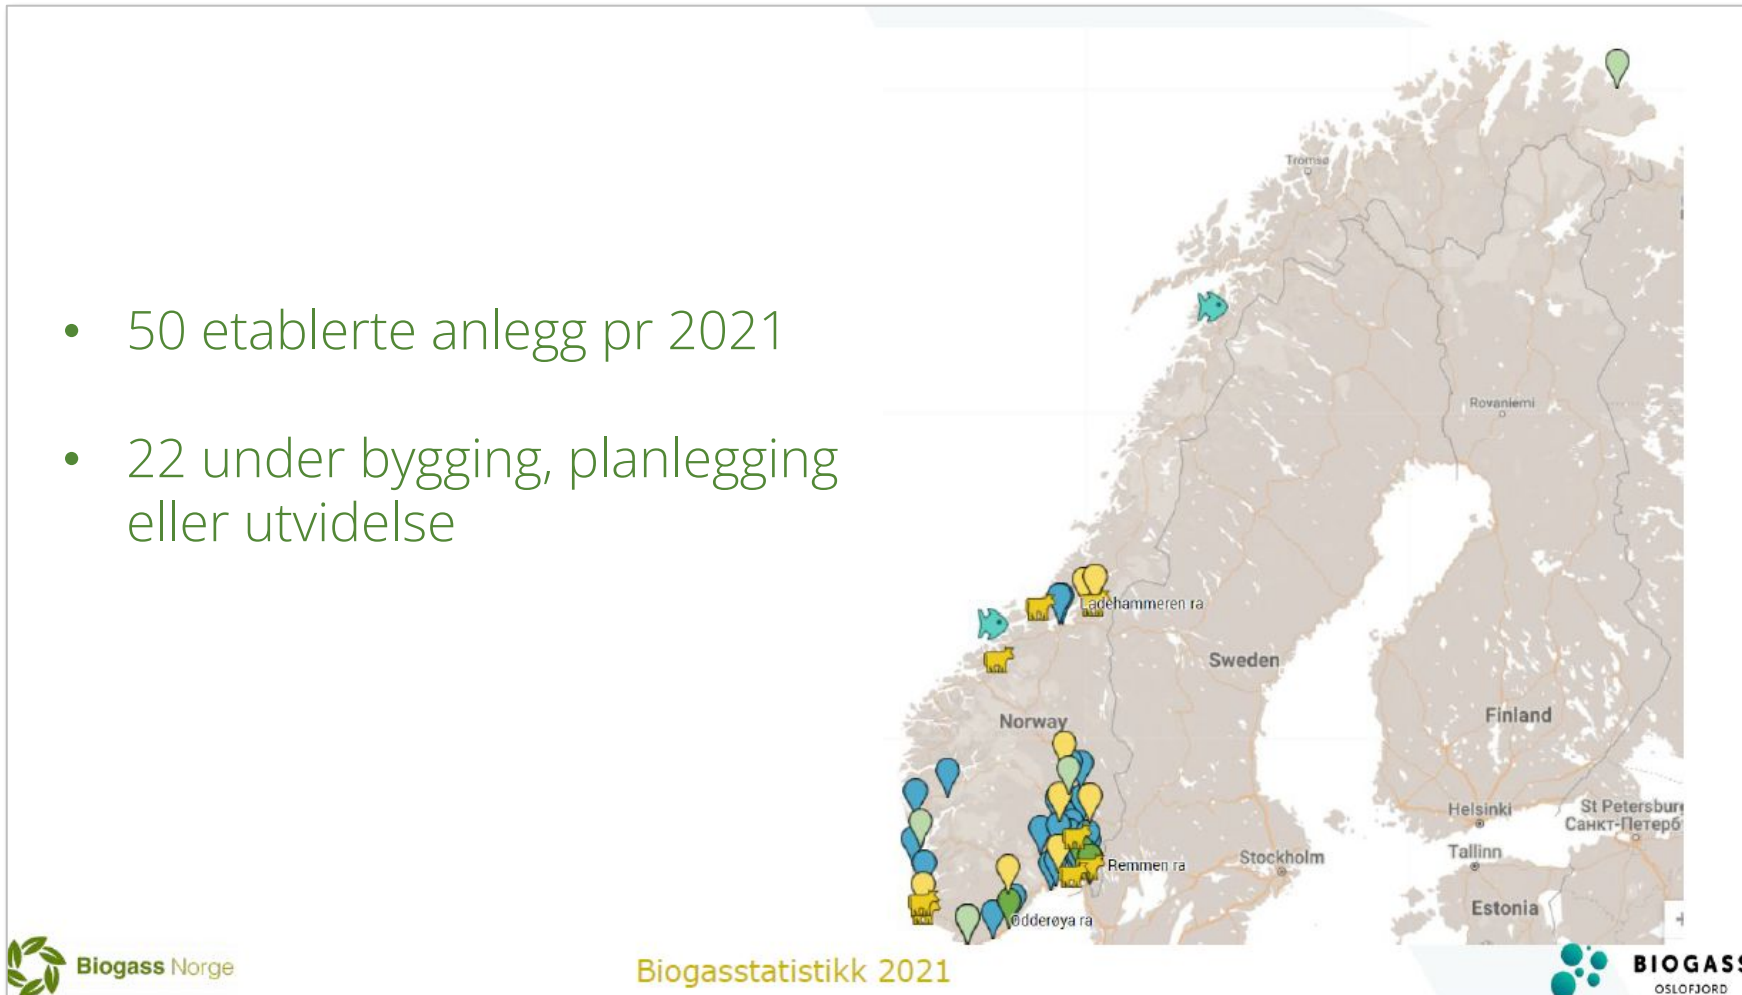 • 50 etablerte anlegg pr 2021
• 22 under bygging, planlegging
eller utvidelse
Tromsø
Rovaniemi
Ladehammeren ra
Sweden
Norway
Finland
Helsinki
St Petersburg
Санкт-Петерб
Stockholm
Tallinn
Remmen ra
Estonia
Odderøya ra
Biogass Norge
Biogasstatistikk 2021
BIOGASS
OSLOFJORD